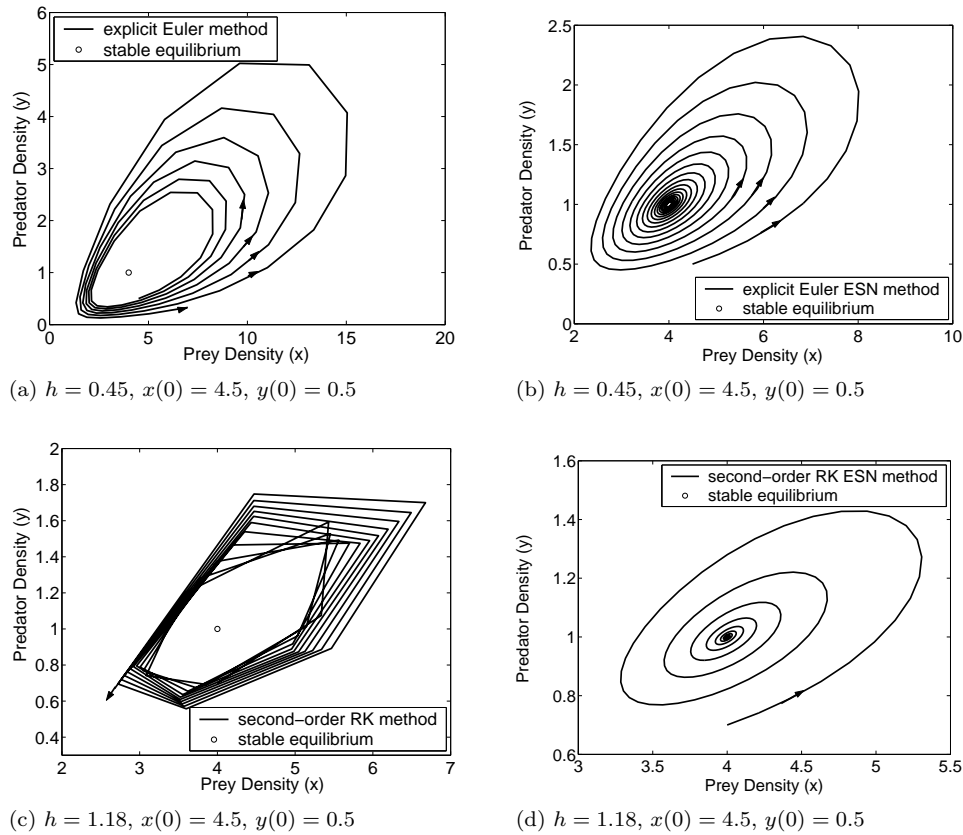 6
5
4
3
2
1
0
0 5 10 15 20
Predator Density (y)
Prey Density (x)
explicit Euler method
stable equilibrium
(a) h = 0.45, x(0) = 4.5, y(0) = 0.5
2.5
2
1.5
1
0.5
0
2 4 6 8 10
Predator Density (y)
Prey Density (x)
explicit Euler ESN method
stable equilibrium
(b) h = 0.45, x(0) = 4.5, y(0) = 0.5
2
1.8
1.6
1.4
1.2
1
0.8
0.6
0.4
2 3 4 5 6 7
Predator Density (y)
Prey Density (x)
second−order RK method
stable equilibrium
(c) h = 1.18, x(0) = 4.5, y(0) = 0.5
1.6
1.4
1.2
1
0.8
0.6
3 3.5 4 4.5 5 5.5
Predator Density (y)
Prey Density (x)
second−order RK ESN method
stable equilibrium
(d) h = 1.18, x(0) = 4.5, y(0) = 0.5